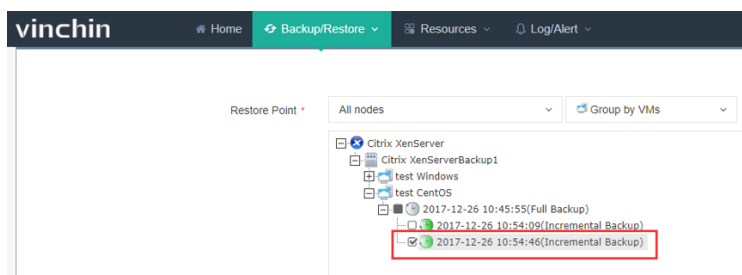 vinchin Home Backup/Restore Resources Log/Alert
Restore Point * All nodes Group by VMs
Citrix XenServer
Citrix XenServerBackup1
test Windows
test CentOS
2017-12-26 10:45:55(Full Backup)
2017-12-26 10:54:09(Incremental Backup)
2017-12-26 10:54:46(Incremental Backup)